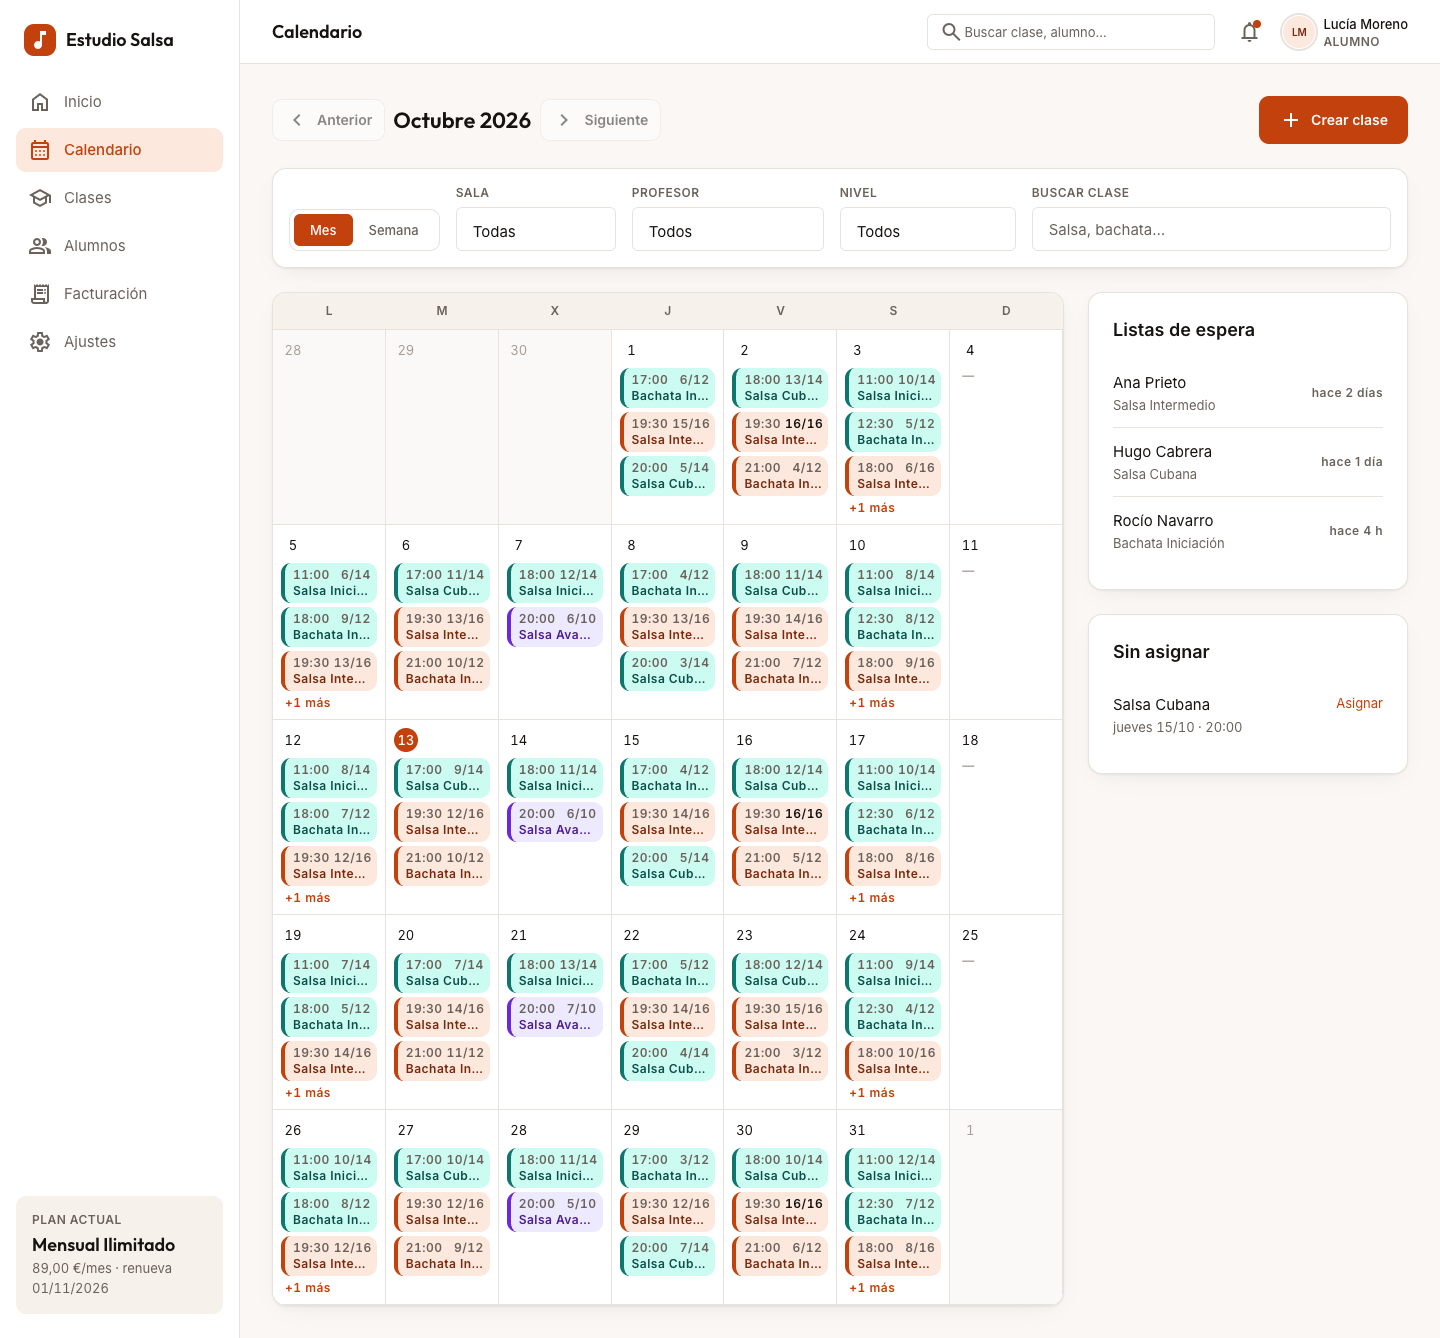 Estudio Salsa
Inicio
Calendario
Clases
Alumnos
Facturación
Ajustes
PLAN ACTUAL
Mensual Ilimitado
89,00 €/mes · renueva
01/11/2026
Calendario
Buscar clase, alumno...
LM
Lucía Moreno
ALUMNO
Anterior
Octubre 2026
Siguiente
Crear clase
Mes
Semana
SALA
Todas
PROFESOR
Todos
NIVEL
Todos
BUSCAR CLASE
Salsa, bachata...
L M X J V S D
28
29
30
1
17:00 6/12
Bachata In...
19:30 15/16
Salsa Inte...
20:00 5/14
Salsa Cub...
2
18:00 13/14
Salsa Cub...
19:30 16/16
Salsa Inte...
21:00 4/12
Bachata In...
3
11:00 10/14
Salsa Inici...
12:30 5/12
Bachata In...
18:00 6/16
Salsa Inte...
+1 más
4
—
5
11:00 6/14
Salsa Inici...
18:00 9/12
Bachata In...
19:30 13/16
Salsa Inte...
+1 más
6
17:00 11/14
Salsa Cub...
19:30 13/16
Salsa Inte...
21:00 10/12
Bachata In...
7
18:00 12/14
Salsa Inici...
20:00 6/10
Salsa Ava...
8
17:00 4/12
Bachata In...
19:30 13/16
Salsa Inte...
20:00 3/14
Salsa Cub...
9
18:00 11/14
Salsa Cub...
19:30 14/16
Salsa Inte...
21:00 7/12
Bachata In...
10
11:00 8/14
Salsa Inici...
12:30 8/12
Bachata In...
18:00 9/16
Salsa Inte...
+1 más
11
—
12
11:00 8/14
Salsa Inici...
18:00 7/12
Bachata In...
19:30 12/16
Salsa Inte...
+1 más
13
17:00 9/14
Salsa Cub...
19:30 12/16
Salsa Inte...
21:00 10/12
Bachata In...
14
18:00 11/14
Salsa Inici...
20:00 6/10
Salsa Ava...
15
17:00 4/12
Bachata In...
19:30 14/16
Salsa Inte...
20:00 5/14
Salsa Cub...
16
18:00 12/14
Salsa Cub...
19:30 16/16
Salsa Inte...
21:00 5/12
Bachata In...
17
11:00 10/14
Salsa Inici...
12:30 6/12
Bachata In...
18:00 8/16
Salsa Inte...
+1 más
18
—
19
11:00 7/14
Salsa Inici...
18:00 5/12
Bachata In...
19:30 14/16
Salsa Inte...
+1 más
20
17:00 7/14
Salsa Cub...
19:30 14/16
Salsa Inte...
21:00 11/12
Bachata In...
21
18:00 13/14
Salsa Inici...
20:00 7/10
Salsa Ava...
22
17:00 5/12
Bachata In...
19:30 14/16
Salsa Inte...
20:00 4/14
Salsa Cub...
23
18:00 12/14
Salsa Cub...
19:30 15/16
Salsa Inte...
21:00 3/12
Bachata In...
24
11:00 9/14
Salsa Inici...
12:30 4/12
Bachata In...
18:00 10/16
Salsa Inte...
+1 más
25
—
26
11:00 10/14
Salsa Inici...
18:00 8/12
Bachata In...
19:30 12/16
Salsa Inte...
+1 más
27
17:00 10/14
Salsa Cub...
19:30 12/16
Salsa Inte...
21:00 9/12
Bachata In...
28
18:00 11/14
Salsa Inici...
20:00 5/10
Salsa Ava...
29
17:00 3/12
Bachata In...
19:30 12/16
Salsa Inte...
20:00 7/14
Salsa Cub...
30
18:00 10/14
Salsa Cub...
19:30 16/16
Salsa Inte...
21:00 6/12
Bachata In...
31
11:00 12/14
Salsa Inici...
12:30 7/12
Bachata In...
18:00 8/16
Salsa Inte...
+1 más
1
Listas de espera
Ana Prieto
Salsa Intermedio
hace 2 días
Hugo Cabrera
Salsa Cubana
hace 1 día
Rocío Navarro
Bachata Iniciación
hace 4 h
Sin asignar
Salsa Cubana
jueves 15/10 · 20:00
Asignar